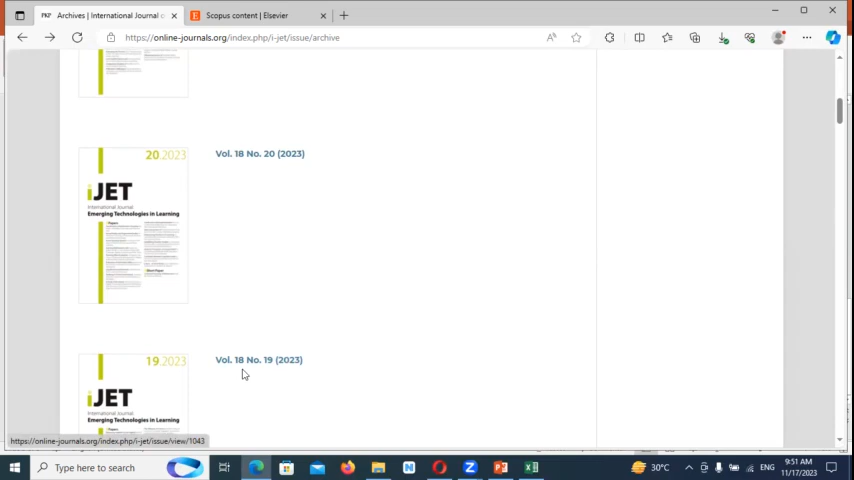 PKP Archives | International Journal o
Scopus content | Elsevier
https://online-journals.org/index.php/i-jet/issue/archive
20.2023
Vol. 18 No. 20 (2023)
iJET
International Journal:
Emerging Technologies in Learning
19.2023
Vol. 18 No. 19 (2023)
iJET
International Journal:
Emerging Technologies in Learning
https://online-journals.org/index.php/i-jet/issue/view/1043
Type here to search
30°C
ENG
9:51 AM
11/17/2023